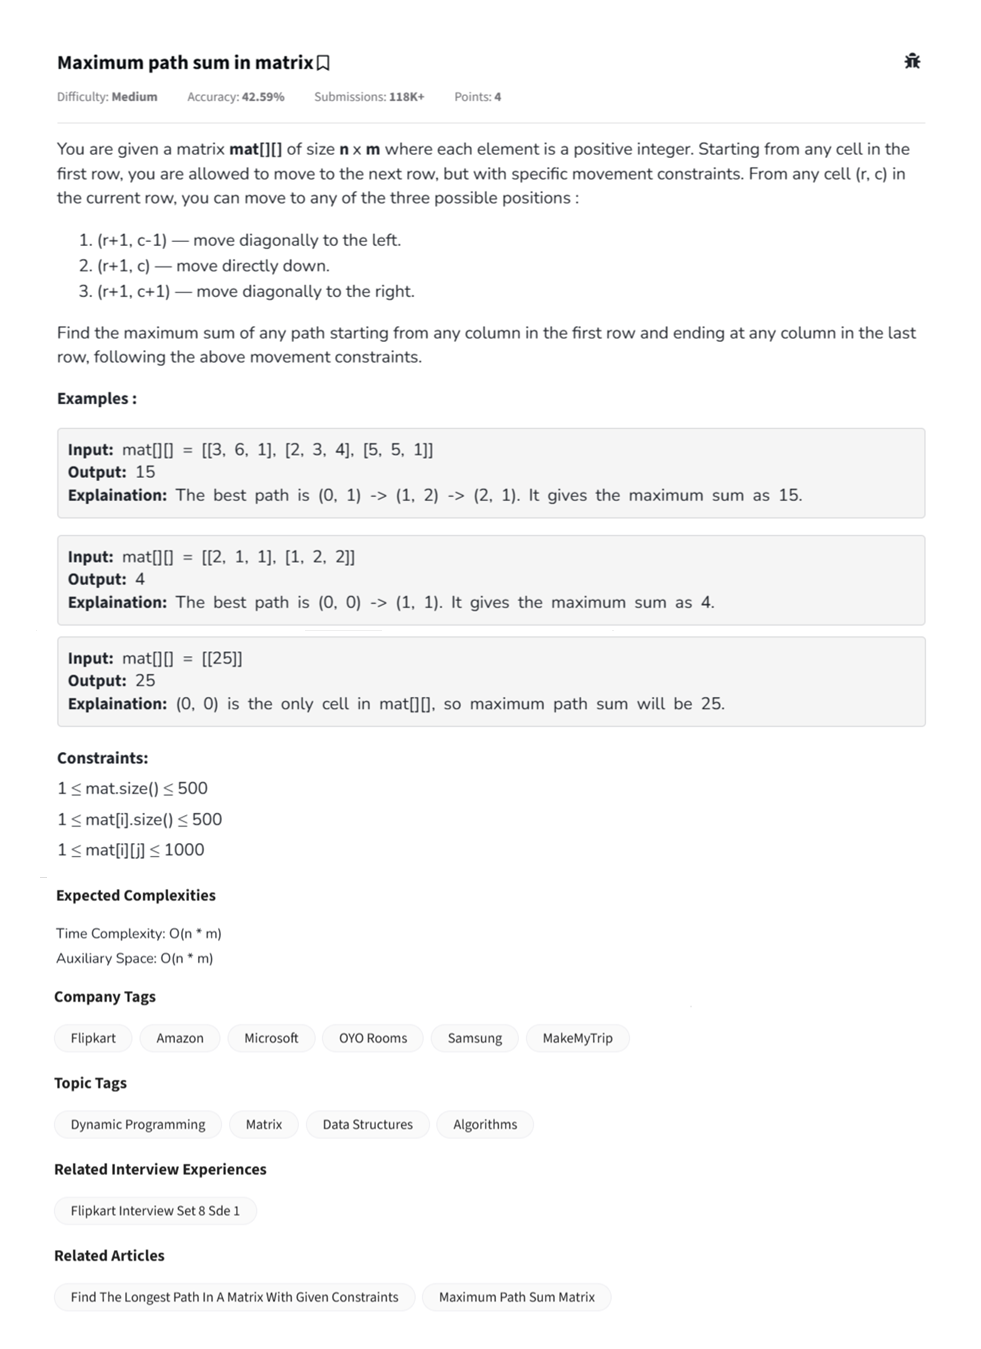 Maximum path sum in matrix
Difficulty: Medium Accuracy: 42.59% Submissions: 118K+ Points: 4
You are given a matrix mat[][] of size n x m where each element is a positive integer. Starting from any cell in the
first row, you are allowed to move to the next row, but with specific movement constraints. From any cell (r, c) in
the current row, you can move to any of the three possible positions :
1. (r+1, c-1) — move diagonally to the left.
2. (r+1, c) — move directly down.
3. (r+1, c+1) — move diagonally to the right.
Find the maximum sum of any path starting from any column in the first row and ending at any column in the last
row, following the above movement constraints.
Examples :
Input: mat[][] = [[3, 6, 1], [2, 3, 4], [5, 5, 1]]
Output: 15
Explaination: The best path is (0, 1) -> (1, 2) -> (2, 1). It gives the maximum sum as 15.
Input: mat[][] = [[2, 1, 1], [1, 2, 2]]
Output: 4
Explaination: The best path is (0, 0) -> (1, 1). It gives the maximum sum as 4.
Input: mat[][] = [[25]]
Output: 25
Explaination: (0, 0) is the only cell in mat[][], so maximum path sum will be 25.
Constraints:
1 ≤ mat.size() ≤ 500
1 ≤ mat[i].size() ≤ 500
1 ≤ mat[i][j] ≤ 1000
Expected Complexities
Time Complexity: O(n * m)
Auxiliary Space: O(n * m)
Company Tags
Flipkart Amazon Microsoft OYO Rooms Samsung MakeMyTrip
Topic Tags
Dynamic Programming Matrix Data Structures Algorithms
Related Interview Experiences
Flipkart Interview Set 8 Sde 1
Related Articles
Find The Longest Path In A Matrix With Given Constraints Maximum Path Sum Matrix